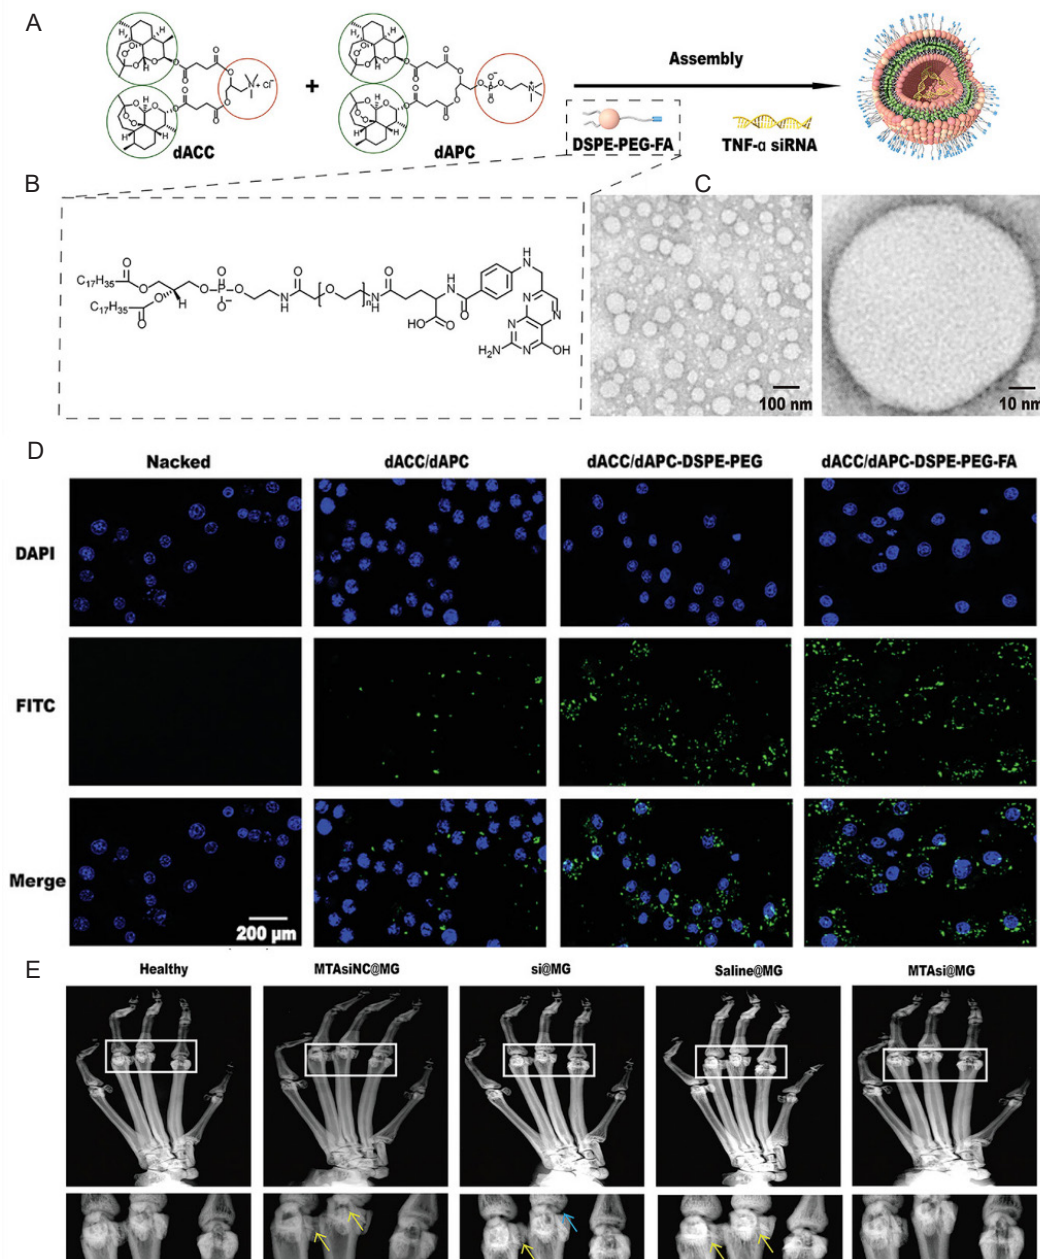 A
dACC
+
dAPC
Assembly
DSPE-PEG-FA
TNF-α siRNA
B
C
C₁₇H₃₅
C₁₇H₃₅
O
O
O
O
H
O
P
O
O⁻
O
N
H
O
O
n
N
H
O
HO
O
H
N
O
H
N
N
N
N
N
H₂N
OH
100 nm
10 nm
D
Nacked
dACC/dAPC
dACC/dAPC-DSPE-PEG
dACC/dAPC-DSPE-PEG-FA
DAPI
FITC
Merge
200 μm
E
Healthy
MTAsiNC@MG
si@MG
Saline@MG
MTAsi@MG